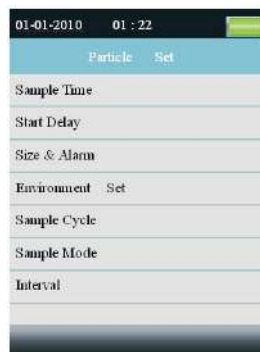 01-01-2010 01 : 22
Particle Set
Sample Time
Start Delay
Size & Alarm
Environment Set
Sample Cycle
Sample Mode
Interval